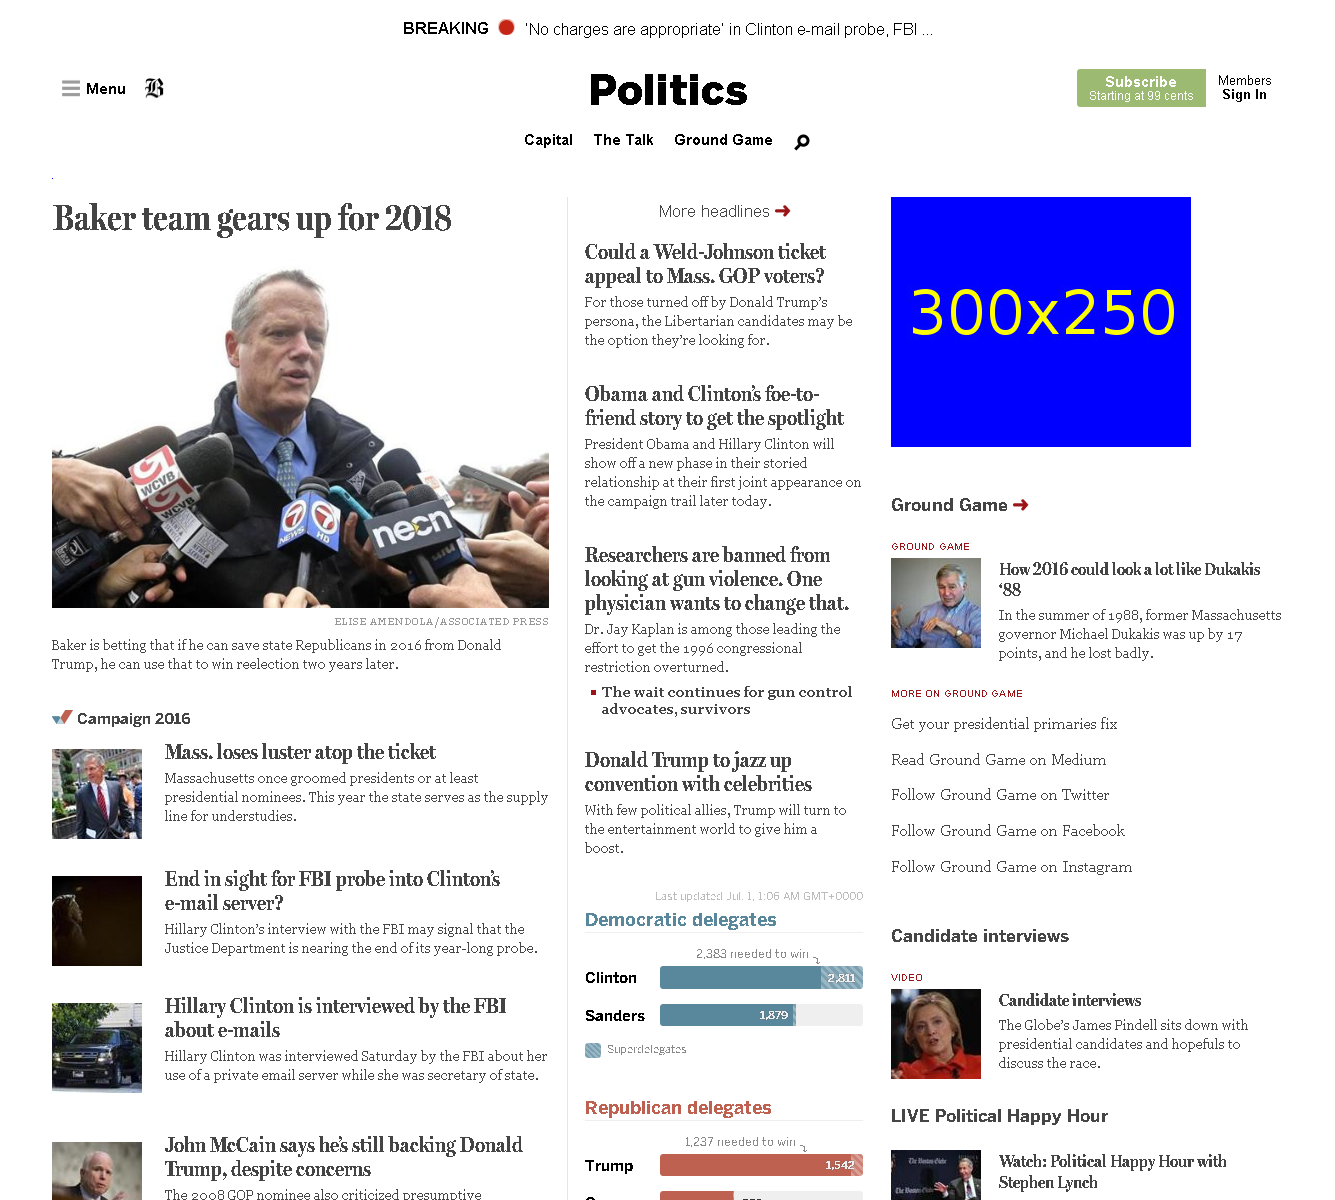 BREAKING 'No charges are appropriate' in Clinton e-mail probe, FBI ...
Menu B
Politics
Subscribe
Starting at 99 cents
Members
Sign In
Capital The Talk Ground Game
Baker team gears up for 2018
WCVB
WCVB
7 NEWS HD
necn
ELISE AMENDOLA/ASSOCIATED PRESS
Baker is betting that if he can save state Republicans in 2016 from Donald
Trump, he can use that to win reelection two years later.
Campaign 2016
Mass. loses luster atop the ticket
Massachusetts once groomed presidents or at least
presidential nominees. This year the state serves as the supply
line for understudies.
End in sight for FBI probe into Clinton's
e-mail server?
Hillary Clinton's interview with the FBI may signal that the
Justice Department is nearing the end of its year-long probe.
Hillary Clinton is interviewed by the FBI
about e-mails
Hillary Clinton was interviewed Saturday by the FBI about her
use of a private email server while she was secretary of state.
John McCain says he's still backing Donald
Trump, despite concerns
The 2008 GOP nominee also criticized presumptive
More headlines
Could a Weld-Johnson ticket
appeal to Mass. GOP voters?
For those turned off by Donald Trump's
persona, the Libertarian candidates may be
the option they're looking for.
Obama and Clinton's foe-to-
friend story to get the spotlight
President Obama and Hillary Clinton will
show off a new phase in their storied
relationship at their first joint appearance on
the campaign trail later today.
Researchers are banned from
looking at gun violence. One
physician wants to change that.
Dr. Jay Kaplan is among those leading the
effort to get the 1996 congressional
restriction overturned.
The wait continues for gun control
advocates, survivors
Donald Trump to jazz up
convention with celebrities
With few political allies, Trump will turn to
the entertainment world to give him a
boost.
Last updated Jul. 1, 1:06 AM GMT+0000
Democratic delegates
2,383 needed to win
Clinton 2,811
Sanders 1,879
Superdelegates
Republican delegates
1,237 needed to win
Trump 1,542
300x250
Ground Game
GROUND GAME
How 2016 could look a lot like Dukakis
'88
In the summer of 1988, former Massachusetts
governor Michael Dukakis was up by 17
points, and he lost badly.
MORE ON GROUND GAME
Get your presidential primaries fix
Read Ground Game on Medium
Follow Ground Game on Twitter
Follow Ground Game on Facebook
Follow Ground Game on Instagram
Candidate interviews
VIDEO
Candidate interviews
The Globe's James Pindell sits down with
presidential candidates and hopefuls to
discuss the race.
LIVE Political Happy Hour
Watch: Political Happy Hour with
Stephen Lynch